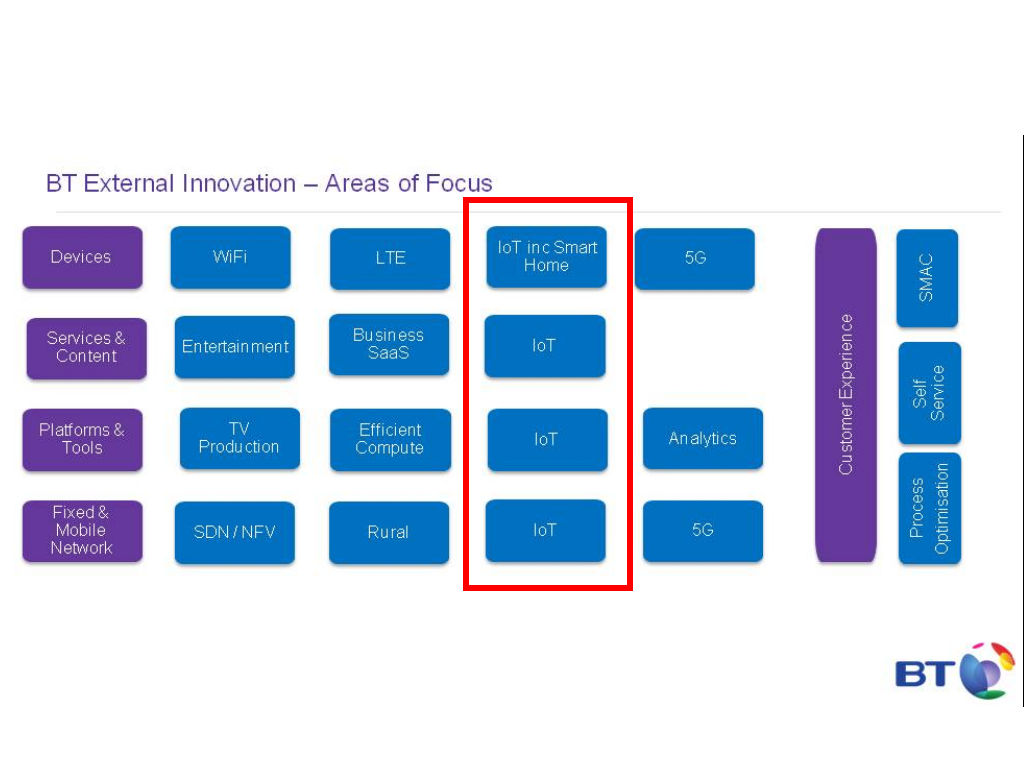 BT External Innovation – Areas of Focus
Devices
WiFi
LTE
IoT inc Smart
Home
5G
Services &
Content
Entertainment
Business
SaaS
IoT
Platforms &
Tools
TV
Production
Efficient
Compute
IoT
Analytics
Fixed &
Mobile
Network
SDN / NFV
Rural
IoT
5G
Customer Experience
SMAC
Self
Service
Process
Optimisation
BT